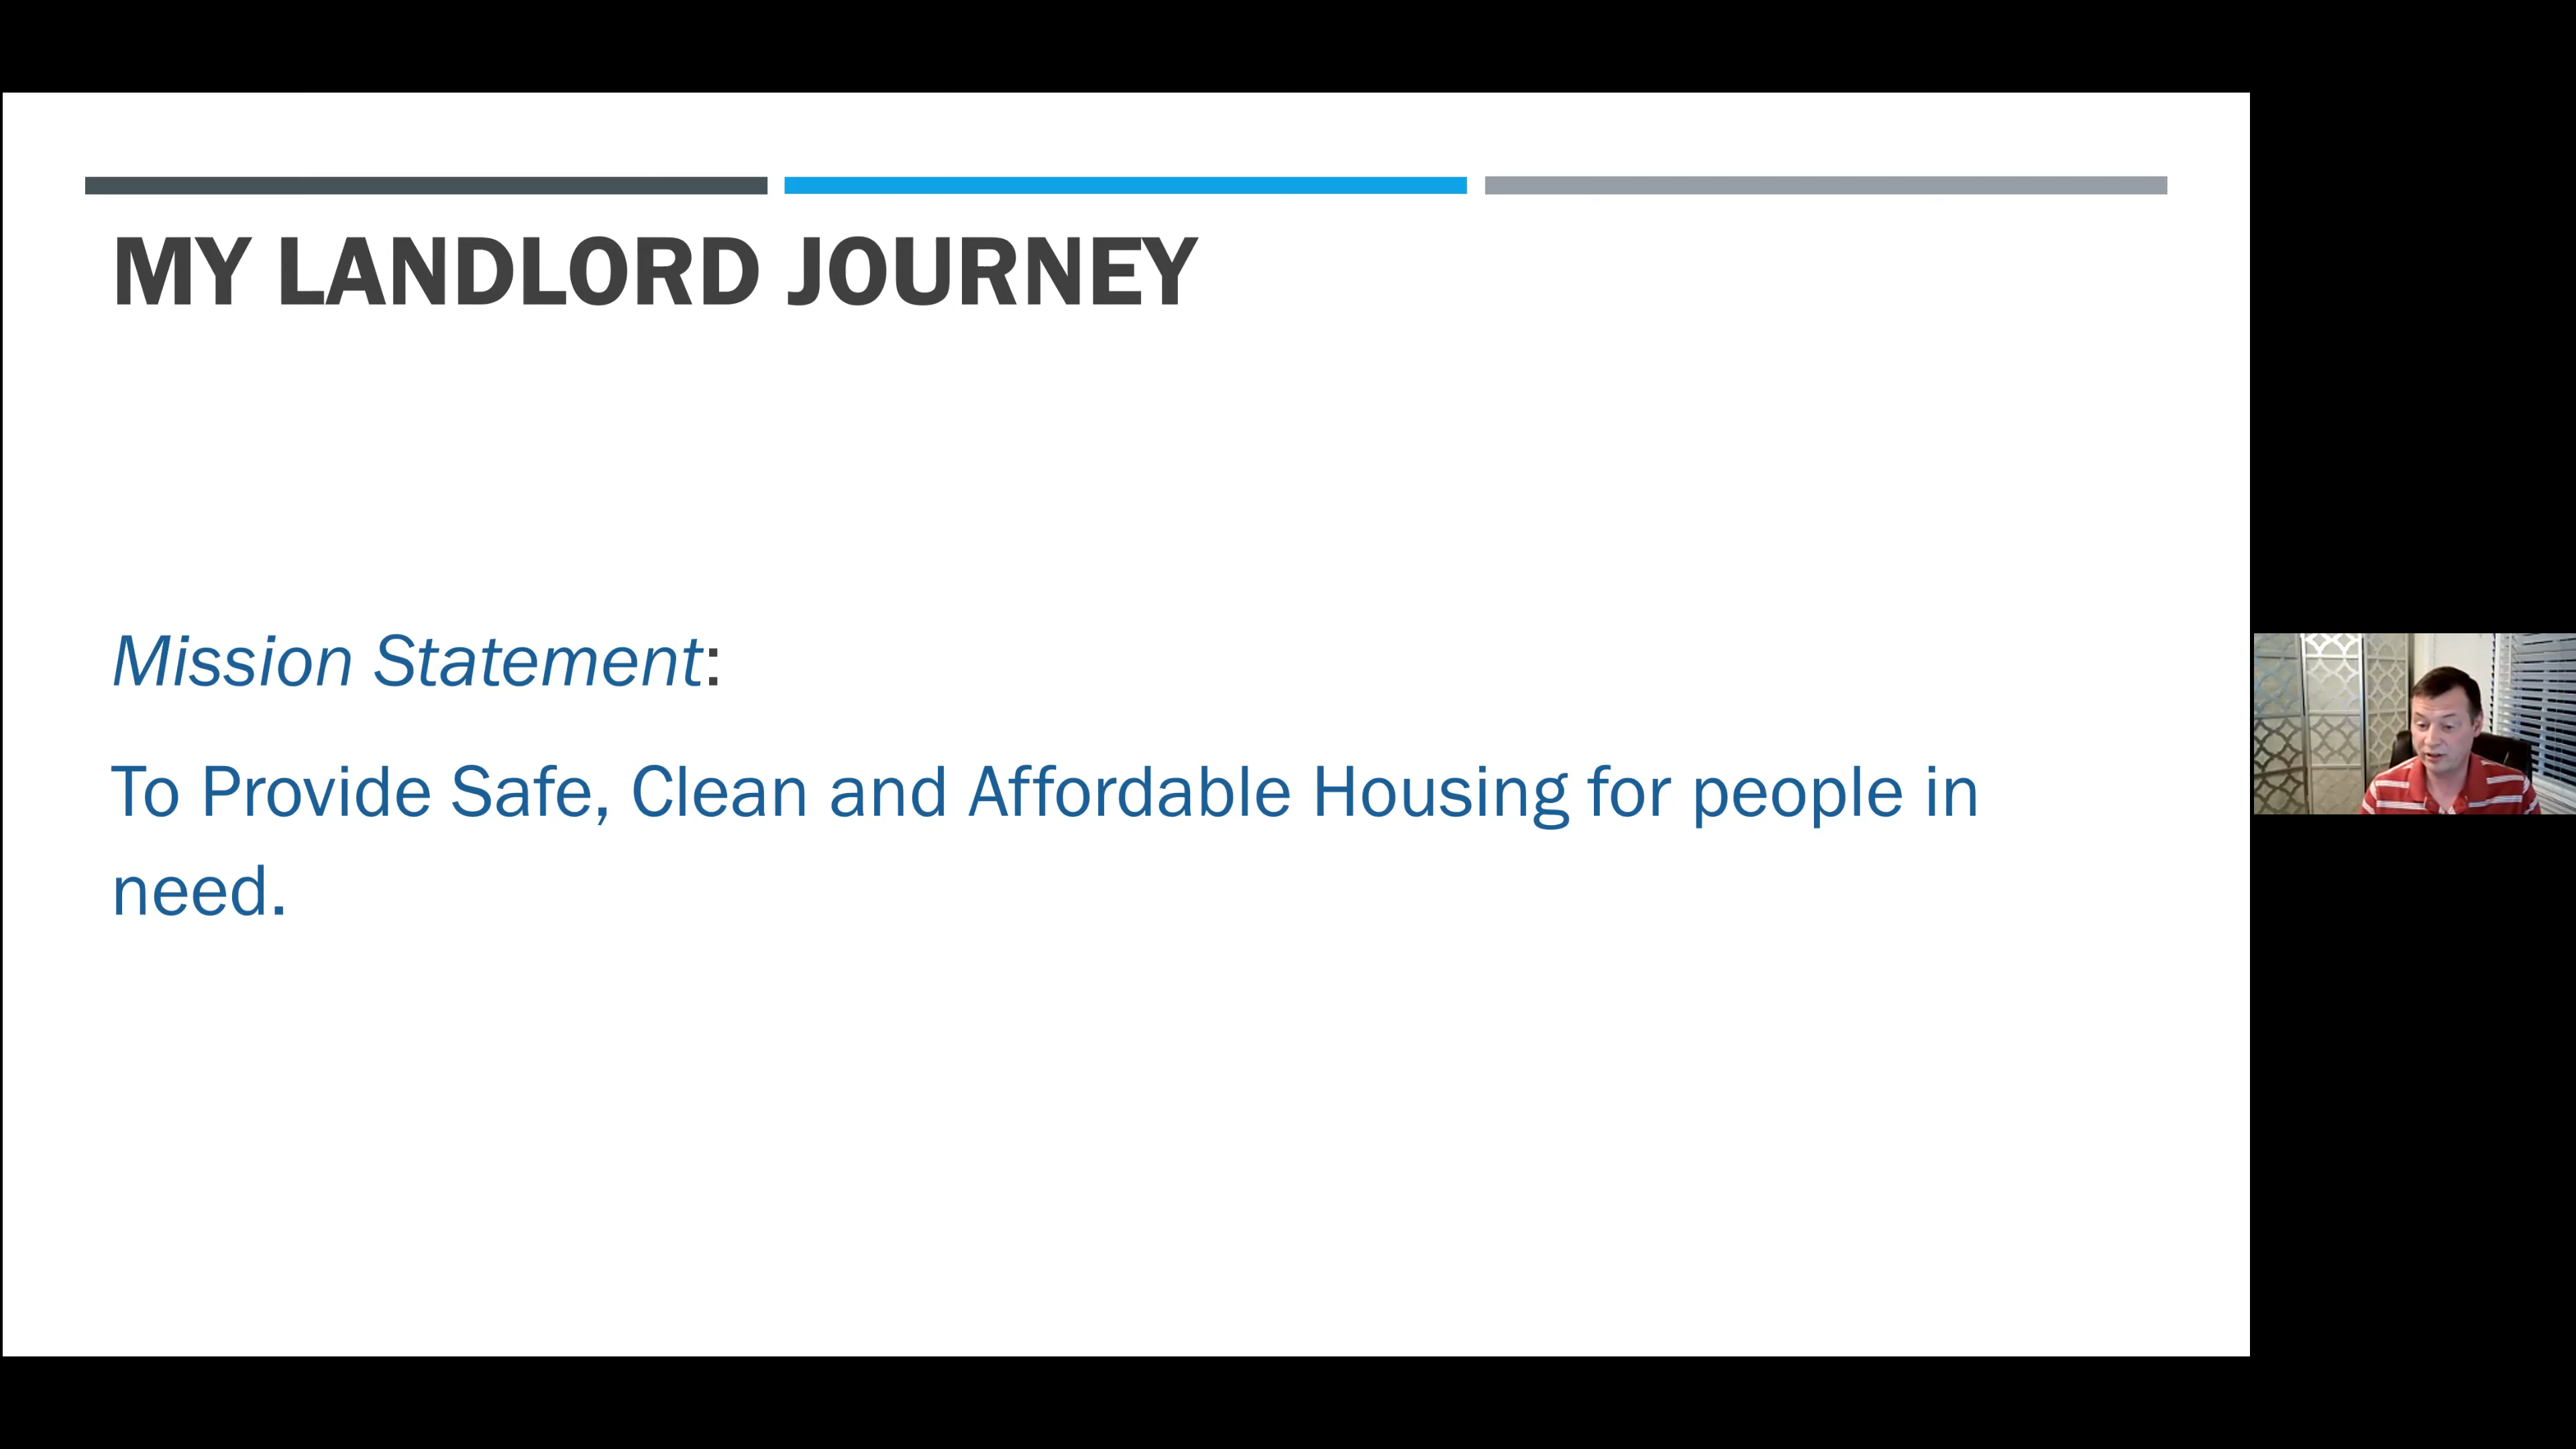 MY LANDLORD JOURNEY
Mission Statement:
To Provide Safe, Clean and Affordable Housing for people in
need.